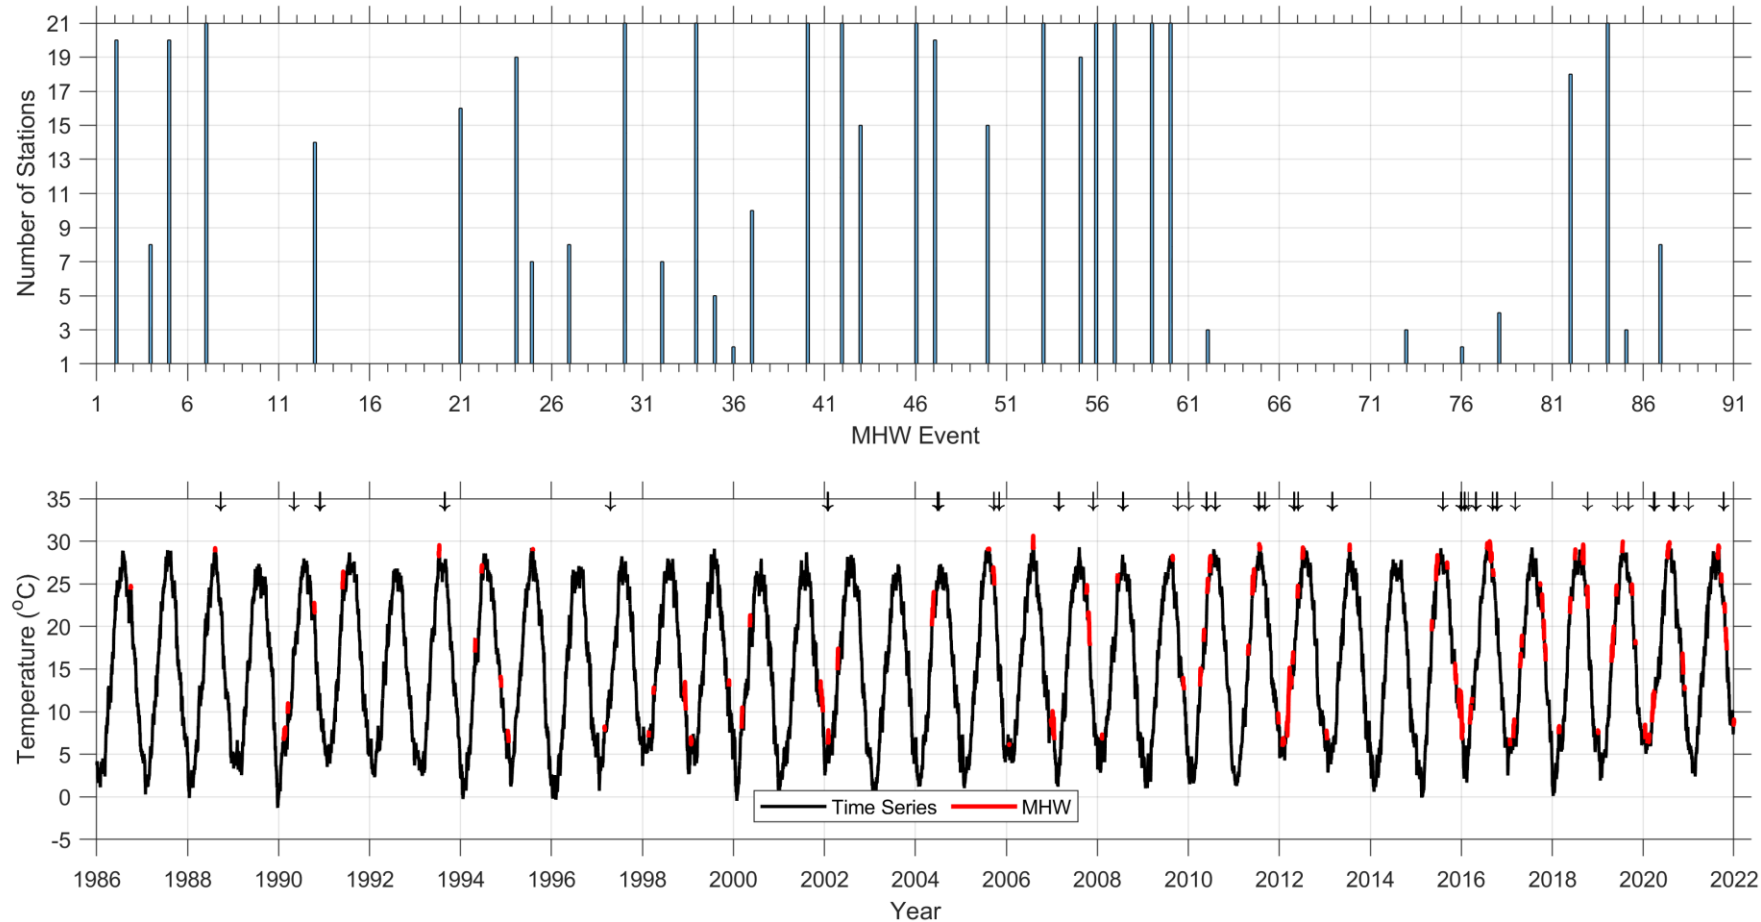 21
19
17
15
13
11
9
7
5
3
1
Number of Stations
1 6 11 16 21 26 31 36 41 46 51 56 61 66 71 76 81 86 91
MHW Event
35
30
25
20
15
10
5
0
-5
Temperature (°C)
Time Series MHW
1986 1988 1990 1992 1994 1996 1998 2000 2002 2004 2006 2008 2010 2012 2014 2016 2018 2020 2022
Year